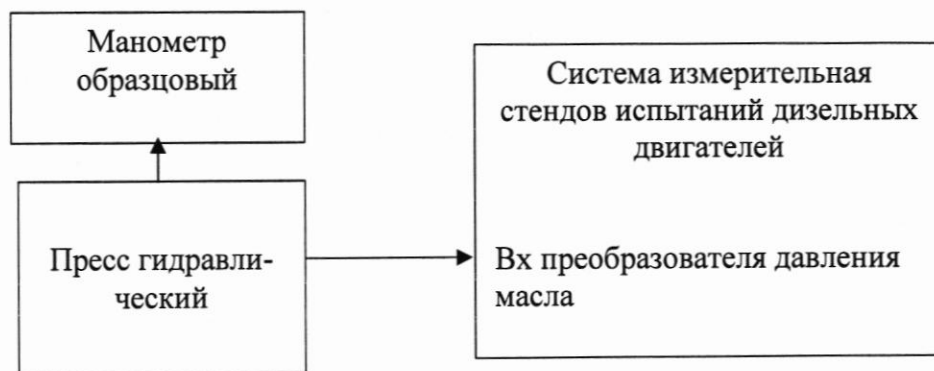 Манометр
образцовый
Система измерительная
стендов испытаний дизельных
двигателей
Пресс гидравли-
ческий
Вх преобразователя давления
масла